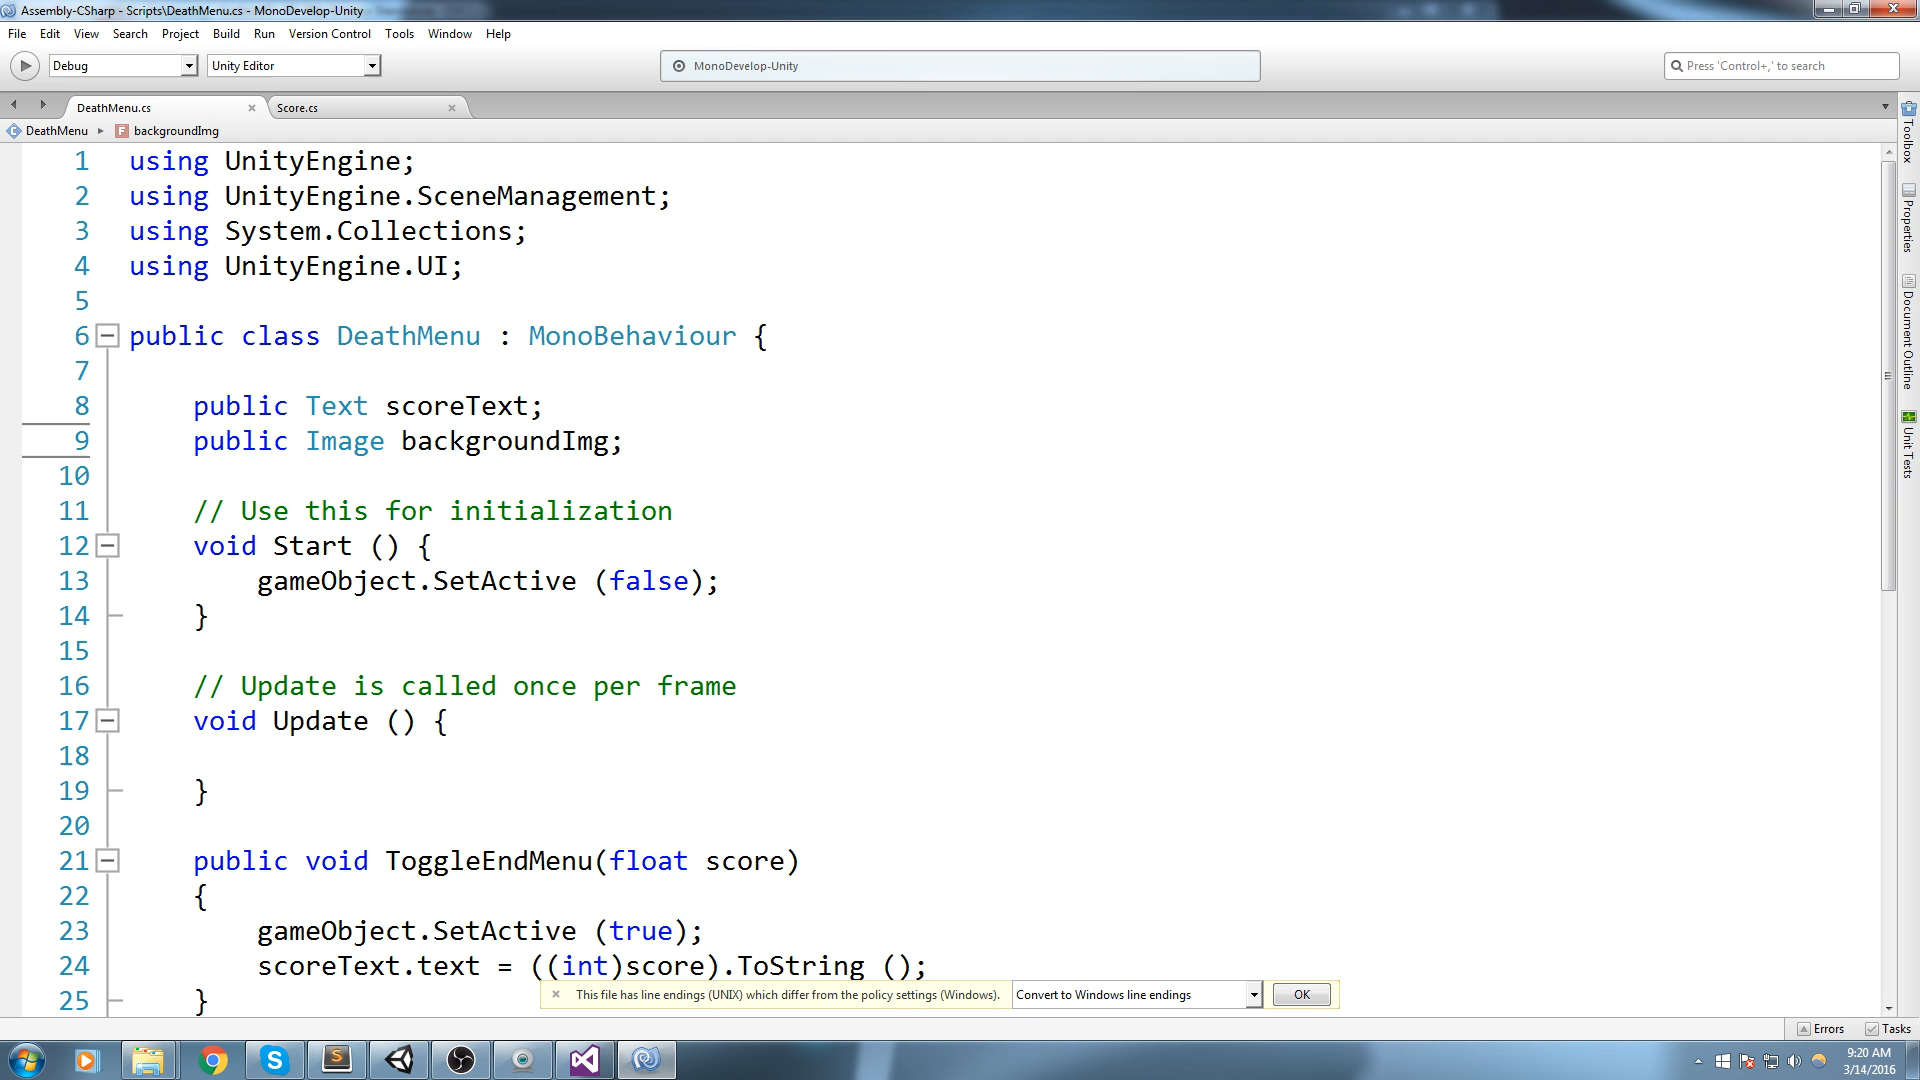 Assembly-CSharp - Scripts\DeathMenu.cs - MonoDevelop-Unity
File Edit View Search Project Build Run Version Control Tools Window Help
Debug Unity Editor MonoDevelop-Unity Press 'Control+,' to search
DeathMenu.cs Score.cs
DeathMenu backgroundImg
1 using UnityEngine;
2 using UnityEngine.SceneManagement;
3 using System.Collections;
4 using UnityEngine.UI;
5
6 public class DeathMenu : MonoBehaviour {
7
8 public Text scoreText;
9 public Image backgroundImg;
10
11 // Use this for initialization
12 void Start () {
13 gameObject.SetActive (false);
14 }
15
16 // Update is called once per frame
17 void Update () {
18
19 }
20
21 public void ToggleEndMenu(float score)
22 {
23 gameObject.SetActive (true);
24 scoreText.text = ((int)score).ToString ();
25 }
This file has line endings (UNIX) which differ from the policy settings (Windows). Convert to Windows line endings OK
Toolbox
Properties
Document Outline
Unit Tests
Errors Tasks
9:20 AM
3/14/2016